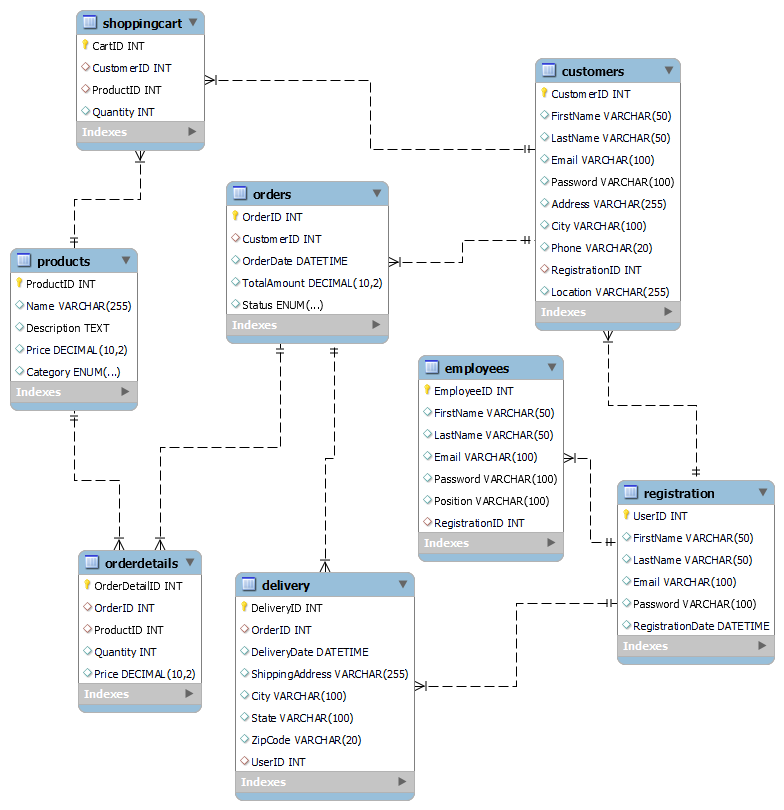 shoppingcart
CartID INT
CustomerID INT
ProductID INT
Quantity INT
Indexes
customers
CustomerID INT
FirstName VARCHAR(50)
LastName VARCHAR(50)
Email VARCHAR(100)
Password VARCHAR(100)
Address VARCHAR(255)
City VARCHAR(100)
Phone VARCHAR(20)
RegistrationID INT
Location VARCHAR(255)
Indexes
orders
OrderID INT
CustomerID INT
OrderDate DATETIME
TotalAmount DECIMAL(10,2)
Status ENUM(...)
Indexes
products
ProductID INT
Name VARCHAR(255)
Description TEXT
Price DECIMAL(10,2)
Category ENUM(...)
Indexes
employees
EmployeeID INT
FirstName VARCHAR(50)
LastName VARCHAR(50)
Email VARCHAR(100)
Password VARCHAR(100)
Position VARCHAR(100)
RegistrationID INT
Indexes
registration
UserID INT
FirstName VARCHAR(50)
LastName VARCHAR(50)
Email VARCHAR(100)
Password VARCHAR(100)
RegistrationDate DATETIME
Indexes
orderdetails
OrderDetailID INT
OrderID INT
ProductID INT
Quantity INT
Price DECIMAL(10,2)
Indexes
delivery
DeliveryID INT
OrderID INT
DeliveryDate DATETIME
ShippingAddress VARCHAR(255)
City VARCHAR(100)
State VARCHAR(100)
ZipCode VARCHAR(20)
UserID INT
Indexes